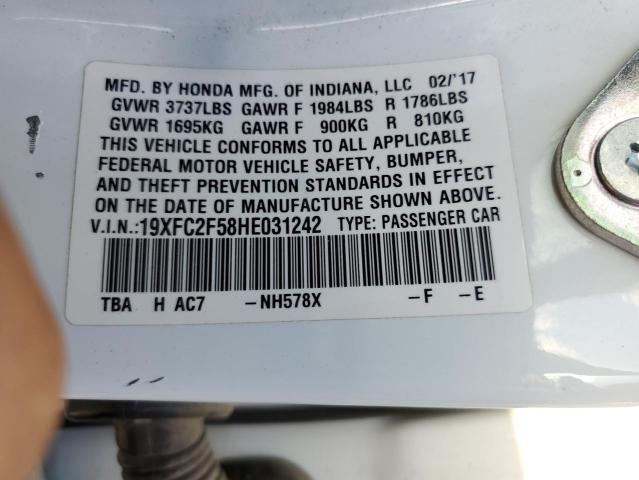 MFD. BY HONDA MFG. OF INDIANA, LLC 02/'17
GVWR 3737LBS GAWR F 1984LBS R 1786LBS
GVWR 1695KG GAWR F 900KG R 810KG
THIS VEHICLE CONFORMS TO ALL APPLICABLE
FEDERAL MOTOR VEHICLE SAFETY, BUMPER,
AND THEFT PREVENTION STANDARDS IN EFFECT
ON THE DATE OF MANUFACTURE SHOWN ABOVE.
V.I.N.:19XFC2F58HE031242 TYPE: PASSENGER CAR
TBA H AC7 -NH578X -F -E